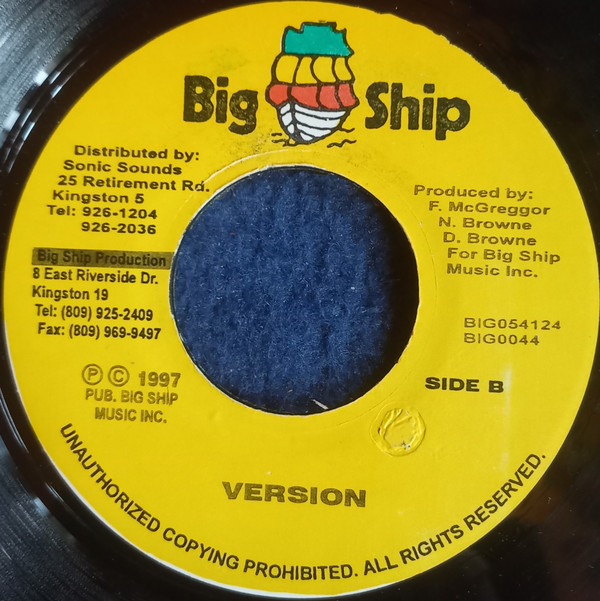 Big Ship
Distributed by:
Sonic Sounds
25 Retirement Rd.
Kingston 5
Tel: 926-1204
926-2036
Big Ship Production
8 East Riverside Dr.
Kingston 19
Tel: (809) 925-2409
Fax: (809) 969-9497
Ⓟ © 1997
PUB. BIG SHIP
MUSIC INC.
Produced by:
F. McGreggor
N. Browne
D. Browne
For Big Ship
Music Inc.
BIG054124
BIG0044
SIDE B
VERSION
UNAUTHORIZED COPYING PROHIBITED. ALL RIGHTS RESERVED.